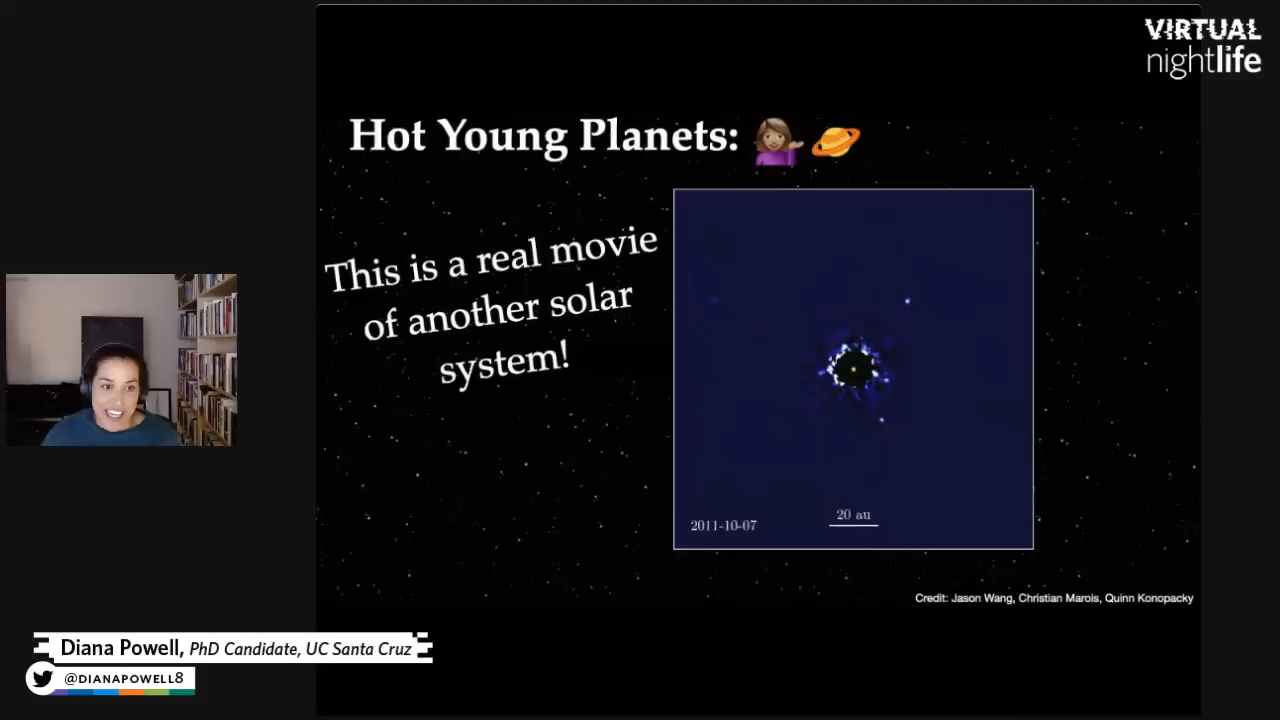 VIRTUAL
nightlife
Hot Young Planets:
This is a real movie
of another solar
system!
2011-10-07
20 au
Credit: Jason Wang, Christian Marois, Quinn Konopacky
Diana Powell, PhD Candidate, UC Santa Cruz
@DIANAPOWELL8